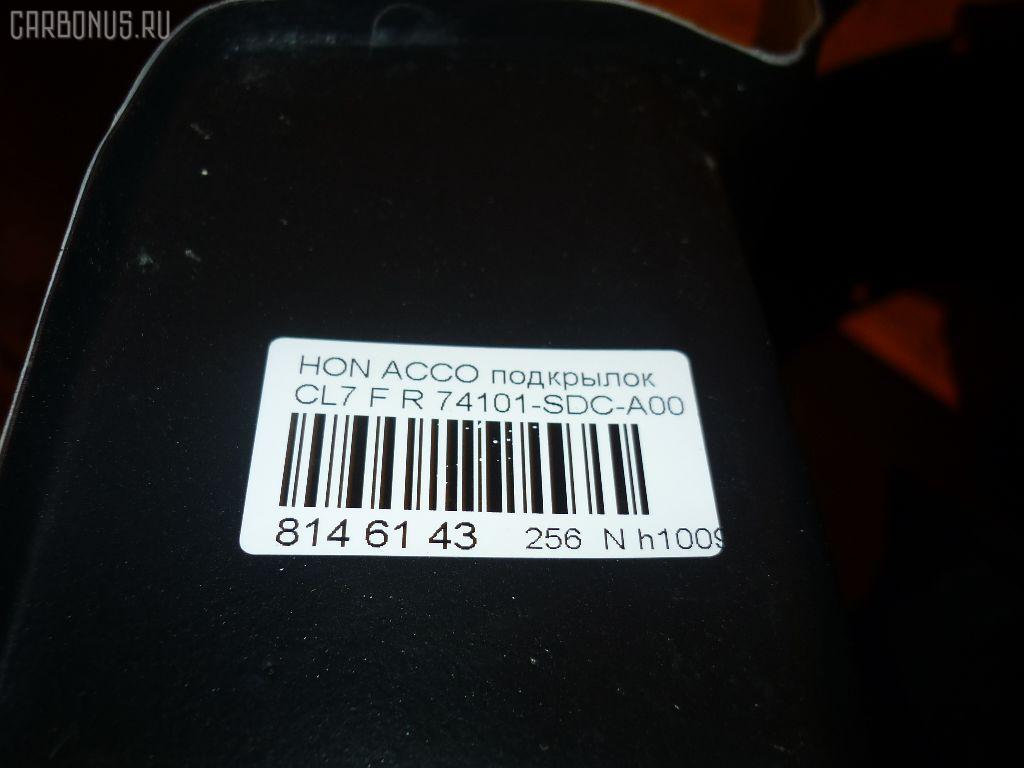 CARBONUS.RU
HON ACCO подкрылок
CL7 F R 74101-SDC-A00
814 61 43 256 N h1009